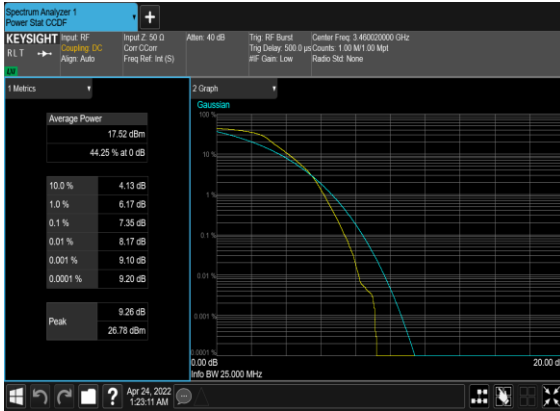 Spectrum Analyzer 1
Power Stat CCDF
KEYSIGHT
RLT
LXI
Input: RF
Coupling: DC
Align: Auto
Input Z: 50 Ω
Corr CCorr
Freq Ref: Int (S)
Atten: 40 dB
Trig: RF Burst
Trig Delay: 500.0 µs
#IF Gain: Low
Center Freq: 3.460020000 GHz
Counts: 1.00 M/1.00 Mpt
Radio Std: None
1 Metrics
Average Power
17.52 dBm
44.25 % at 0 dB
10.0 % 4.13 dB
1.0 % 6.17 dB
0.1 % 7.35 dB
0.01 % 8.17 dB
0.001 % 9.10 dB
0.0001 % 9.20 dB
Peak
9.26 dB
26.78 dBm
2 Graph
Gaussian
100 %
10 %
1 %
0.1 %
0.01 %
0.001 %
0.0001 %
0.00 dB
20.00 d
Info BW 25.000 MHz
?
Apr 24, 2022
1:23:11 AM